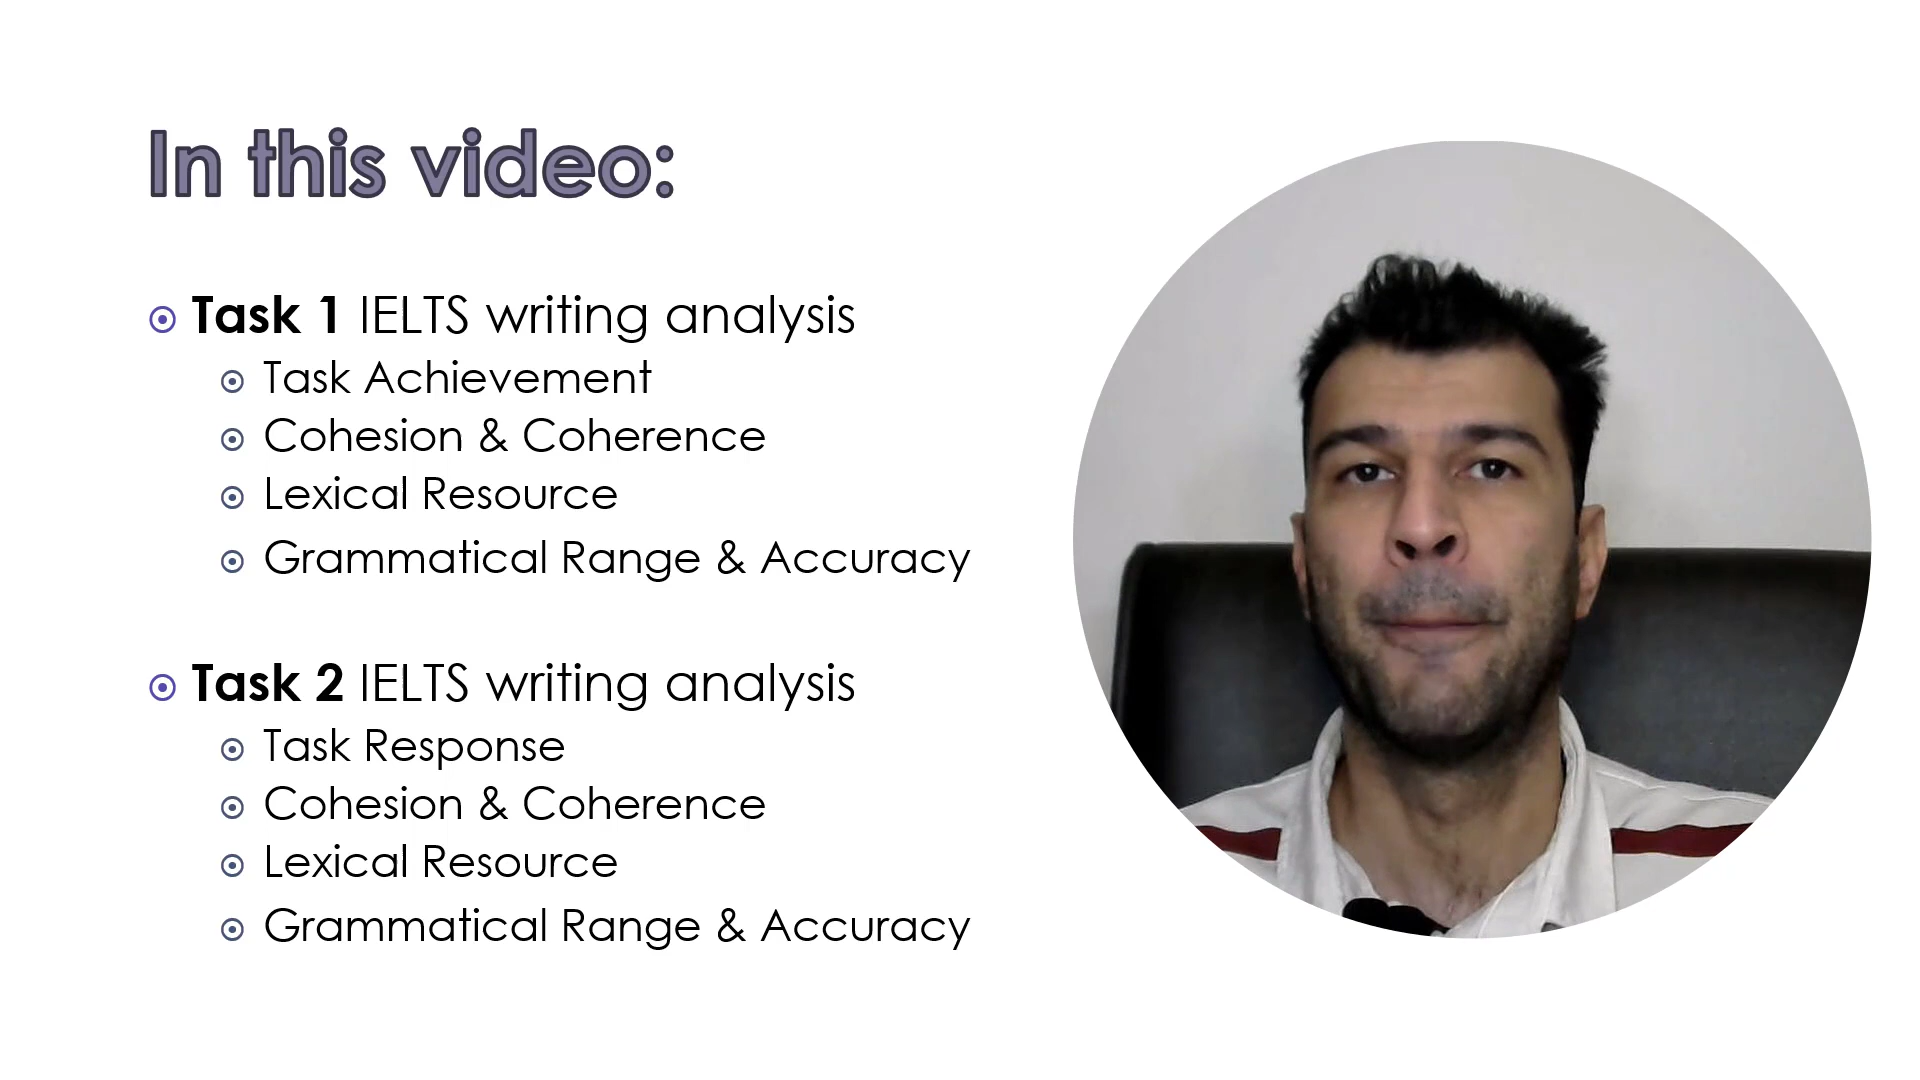 In this video:
Task 1 IELTS writing analysis
Task Achievement
Cohesion & Coherence
Lexical Resource
Grammatical Range & Accuracy
Task 2 IELTS writing analysis
Task Response
Cohesion & Coherence
Lexical Resource
Grammatical Range & Accuracy